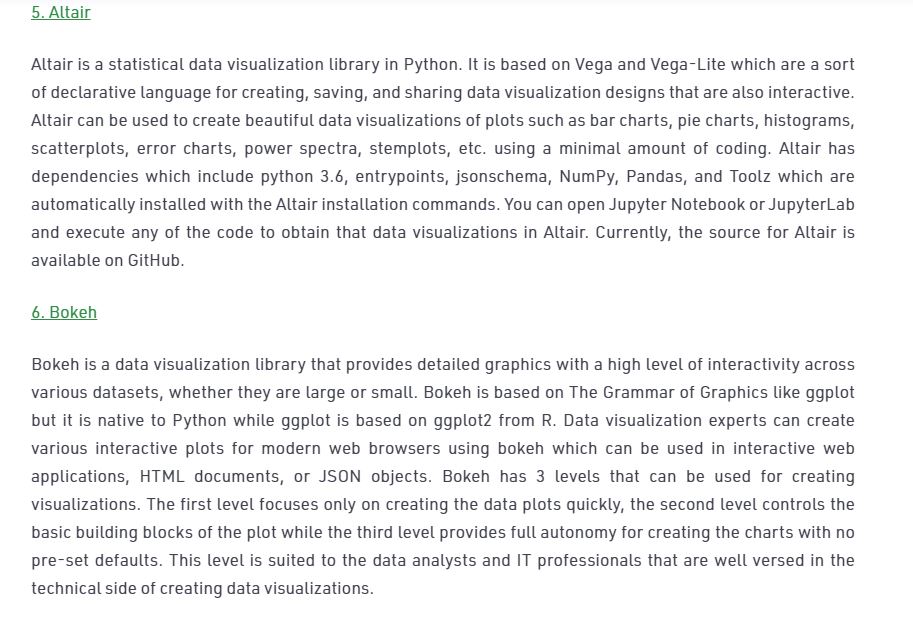 5. Altair
Altair is a statistical data visualization library in Python. It is based on Vega and Vega-Lite which are a sort
of declarative language for creating, saving, and sharing data visualization designs that are also interactive.
Altair can be used to create beautiful data visualizations of plots such as bar charts, pie charts, histograms,
scatterplots, error charts, power spectra, stemplots, etc. using a minimal amount of coding. Altair has
dependencies which include python 3.6, entrypoints, jsonschema, NumPy, Pandas, and Toolz which are
automatically installed with the Altair installation commands. You can open Jupyter Notebook or JupyterLab
and execute any of the code to obtain that data visualizations in Altair. Currently, the source for Altair is
available on GitHub.
6. Bokeh
Bokeh is a data visualization library that provides detailed graphics with a high level of interactivity across
various datasets, whether they are large or small. Bokeh is based on The Grammar of Graphics like ggplot
but it is native to Python while ggplot is based on ggplot2 from R. Data visualization experts can create
various interactive plots for modern web browsers using bokeh which can be used in interactive web
applications, HTML documents, or JSON objects. Bokeh has 3 levels that can be used for creating
visualizations. The first level focuses only on creating the data plots quickly, the second level controls the
basic building blocks of the plot while the third level provides full autonomy for creating the charts with no
pre-set defaults. This level is suited to the data analysts and IT professionals that are well versed in the
technical side of creating data visualizations.